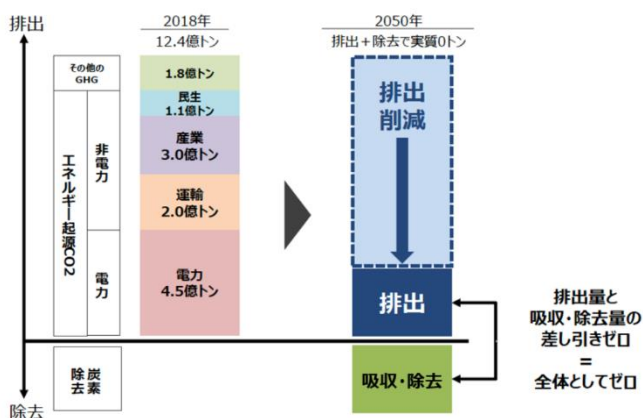 排出
2018年
12.4億トン
2050年
排出+除去で実質0トン
その他の
GHG
エネルギー起源CO2
非電力
電力
1.8億トン
民生
1.1億トン
産業
3.0億トン
運輸
2.0億トン
電力
4.5億トン
排出
削減
排出
排出量と
吸収・除去量の
差し引きゼロ
=
全体としてゼロ
炭素
除去
吸収・除去
除去